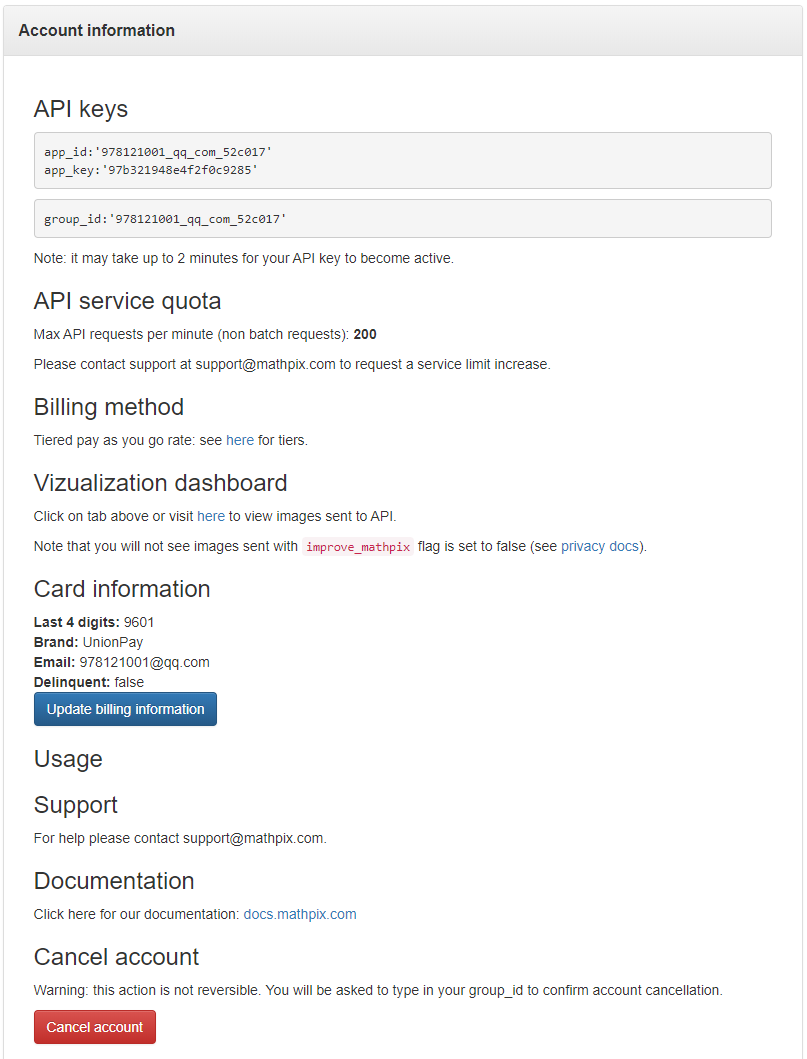 Account information
API keys
app_id:'978121001_qq_com_52c017'
app_key:'97b321948e4f2f0c9285'
group_id:'978121001_qq_com_52c017'
Note: it may take up to 2 minutes for your API key to become active.
API service quota
Max API requests per minute (non batch requests): 200
Please contact support at support@mathpix.com to request a service limit increase.
Billing method
Tiered pay as you go rate: see here for tiers.
Vizualization dashboard
Click on tab above or visit here to view images sent to API.
Note that you will not see images sent with improve_mathpix flag is set to false (see privacy docs).
Card information
Last 4 digits: 9601
Brand: UnionPay
Email: 978121001@qq.com
Delinquent: false
Update billing information
Usage
Support
For help please contact support@mathpix.com.
Documentation
Click here for our documentation: docs.mathpix.com
Cancel account
Warning: this action is not reversible. You will be asked to type in your group_id to confirm account cancellation.
Cancel account